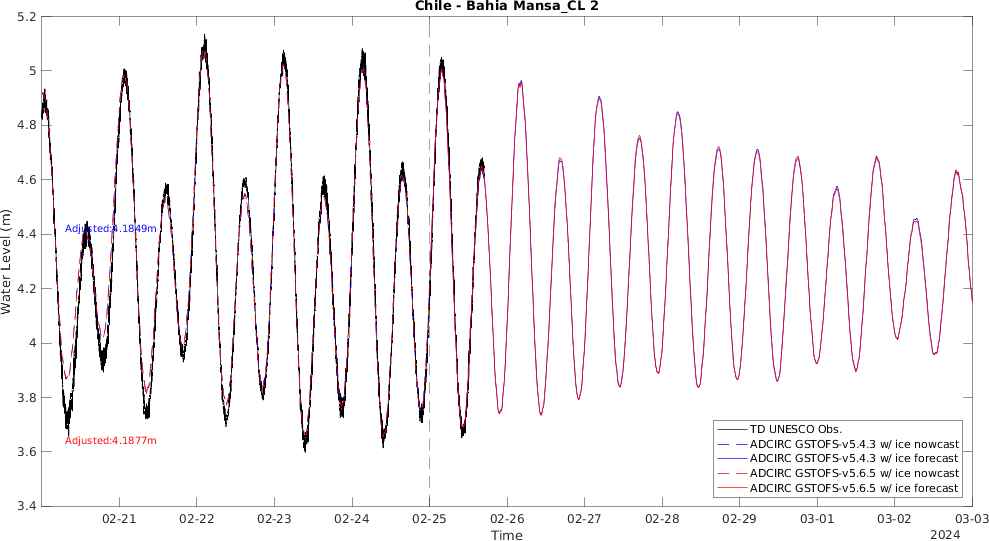 Chile - Bahia Mansa_CL 2
5.2
5
4.8
4.6
4.4
4.2
4
3.8
3.6
3.4
Water Level (m)
Adjusted:4.1849m
Adjusted:4.1877m
TD UNESCO Obs.
ADCIRC GSTOFS-v5.4.3 w/ ice nowcast
ADCIRC GSTOFS-v5.4.3 w/ ice forecast
ADCIRC GSTOFS-v5.6.5 w/ ice nowcast
ADCIRC GSTOFS-v5.6.5 w/ ice forecast
02-21 02-22 02-23 02-24 02-25 02-26 02-27 02-28 02-29 03-01 03-02 03-03
Time
2024